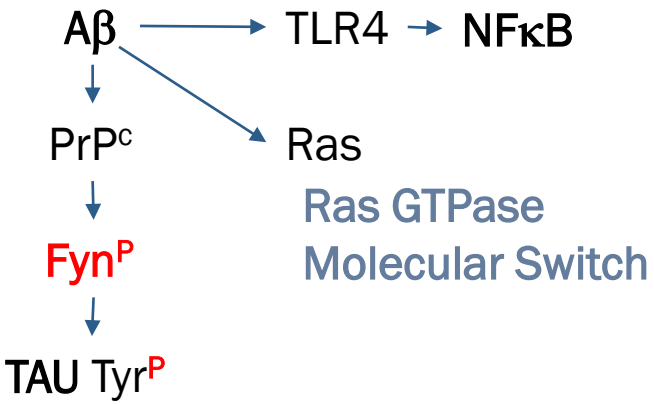 Aβ TLR4 NFκB
PrPᶜ Ras
Ras GTPase
Fynᴾ Molecular Switch
TAU Tyrᴾ